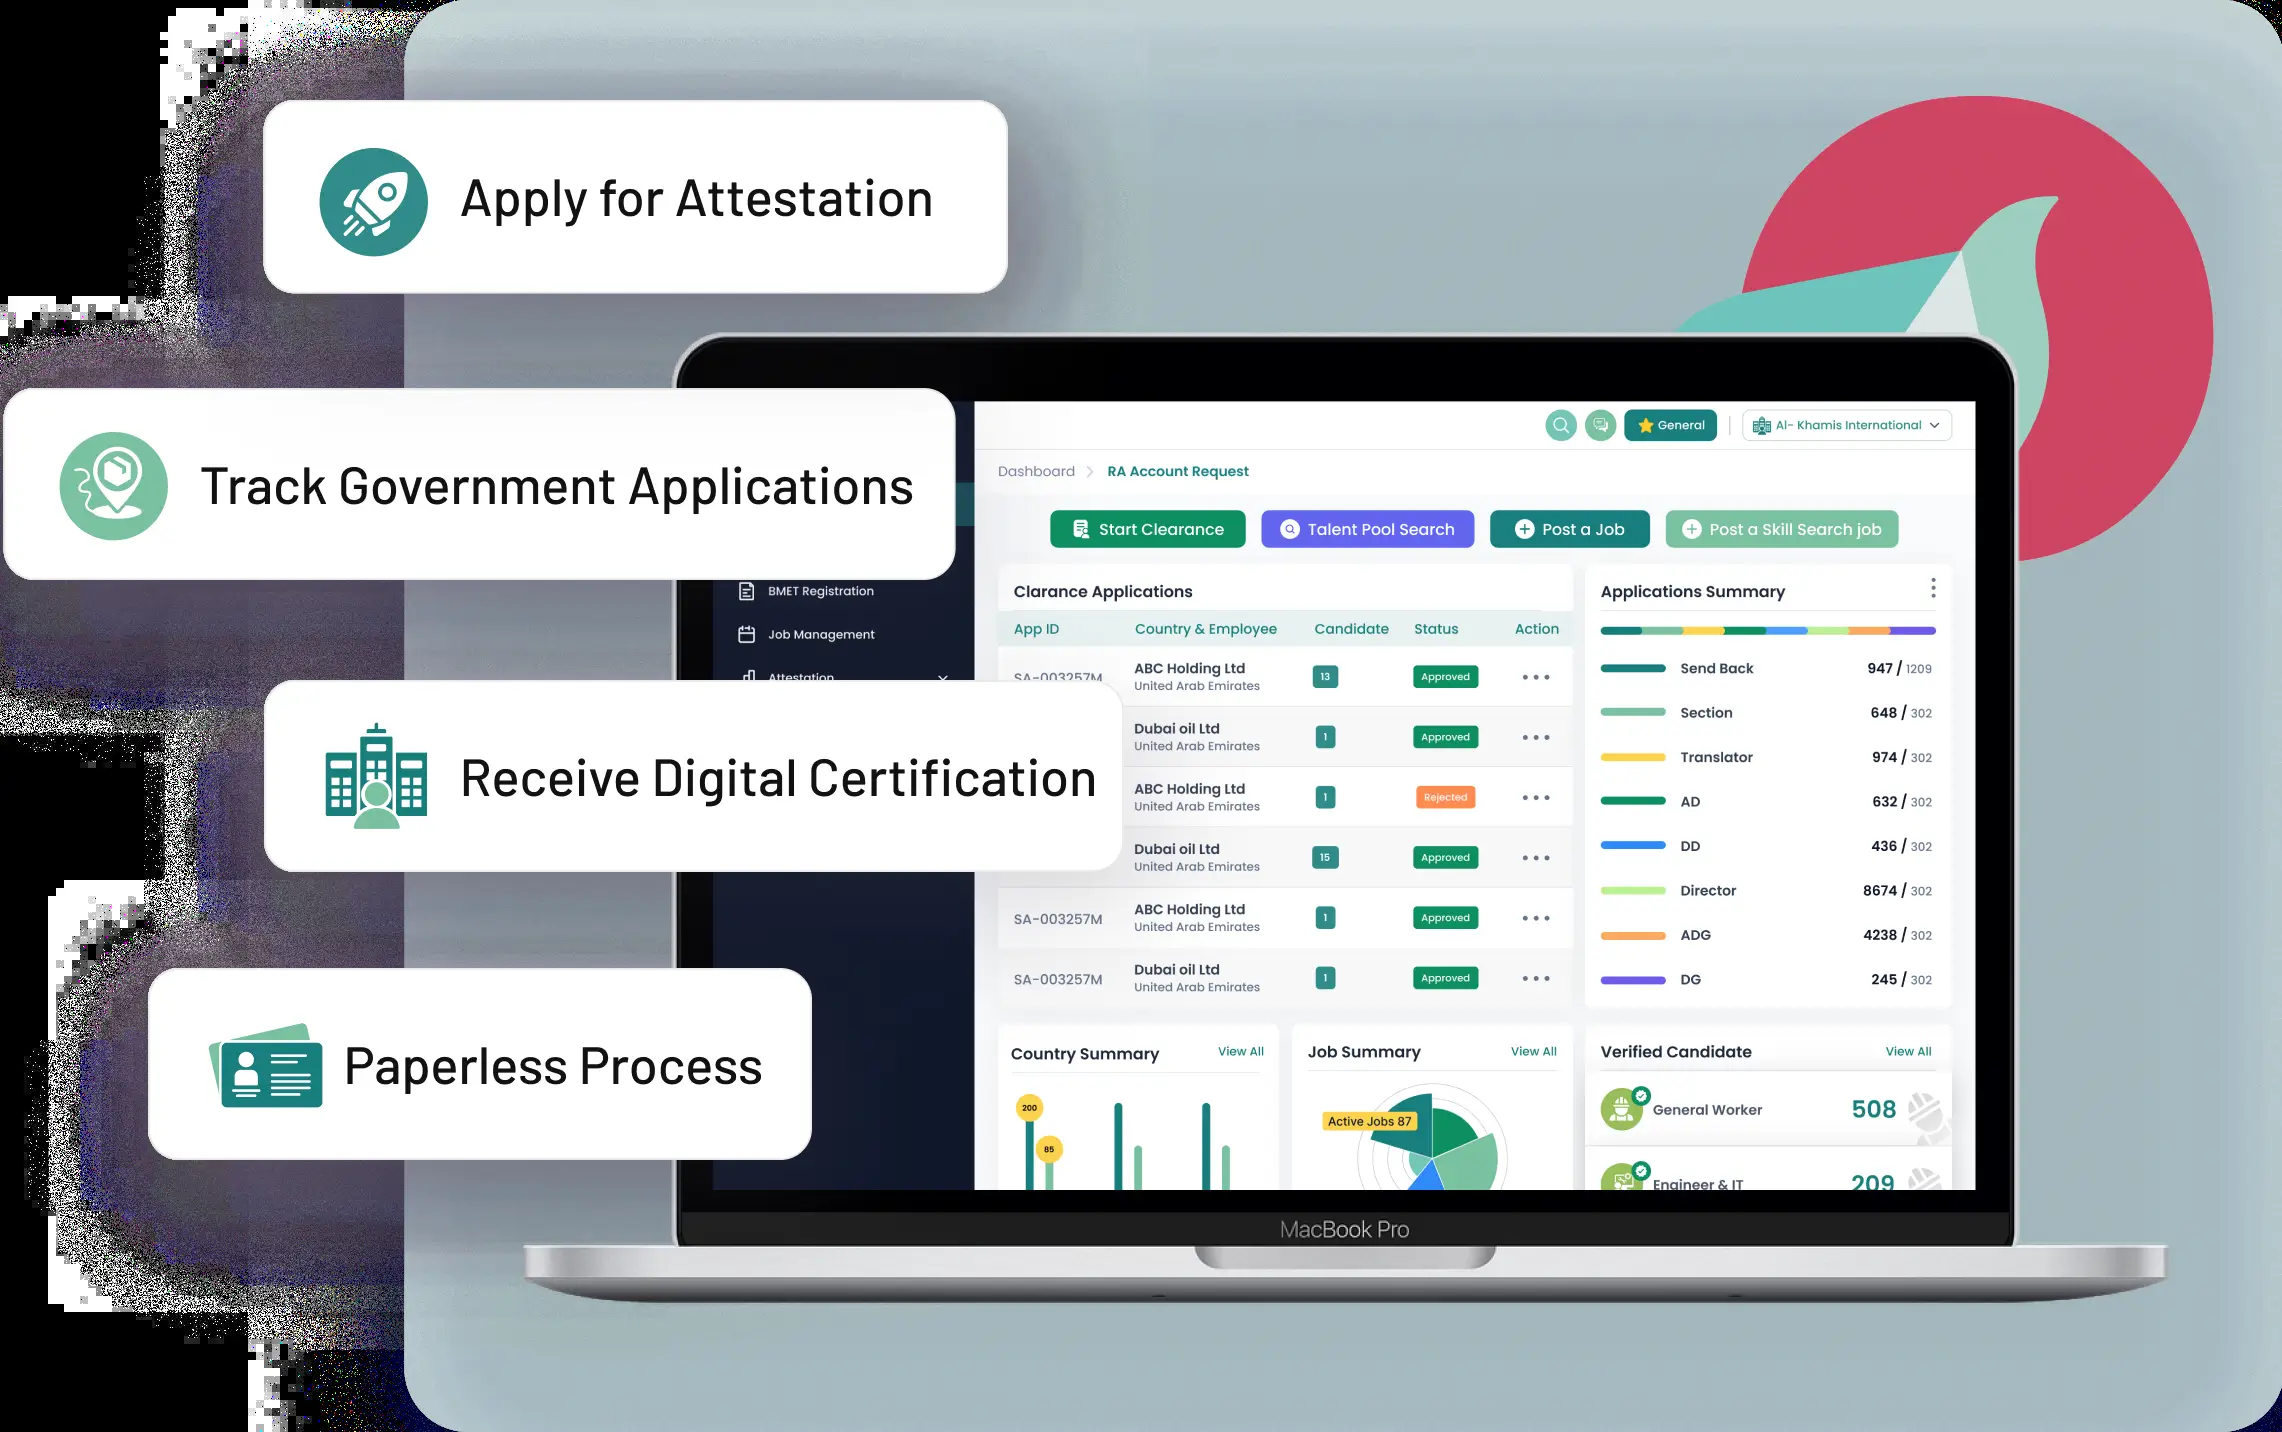 Apply for Attestation
Track Government Applications
Receive Digital Certification
Paperless Process
General
Al- Khamis International
Dashboard > RA Account Request
Start Clearance
Talent Pool Search
Post a Job
Post a Skill Search job
BMET Registration
Job Management
Attestation
Clarance Applications
App ID Country & Employee Candidate Status Action
SA-003257M ABC Holding Ltd 13 Approved
United Arab Emirates
Dubai oil Ltd 1 Approved
United Arab Emirates
ABC Holding Ltd 1 Rejected
United Arab Emirates
Dubai oil Ltd 15 Approved
United Arab Emirates
SA-003257M ABC Holding Ltd 1 Approved
United Arab Emirates
SA-003257M Dubai oil Ltd 1 Approved
United Arab Emirates
Applications Summary
Send Back 947 / 1209
Section 648 / 302
Translator 974 / 302
AD 632 / 302
DD 436 / 302
Director 8674 / 302
ADG 4238 / 302
DG 245 / 302
Country Summary View All
200
85
Job Summary View All
Active Jobs 87
Verified Candidate View All
General Worker 508
Engineer & IT 209
MacBook Pro